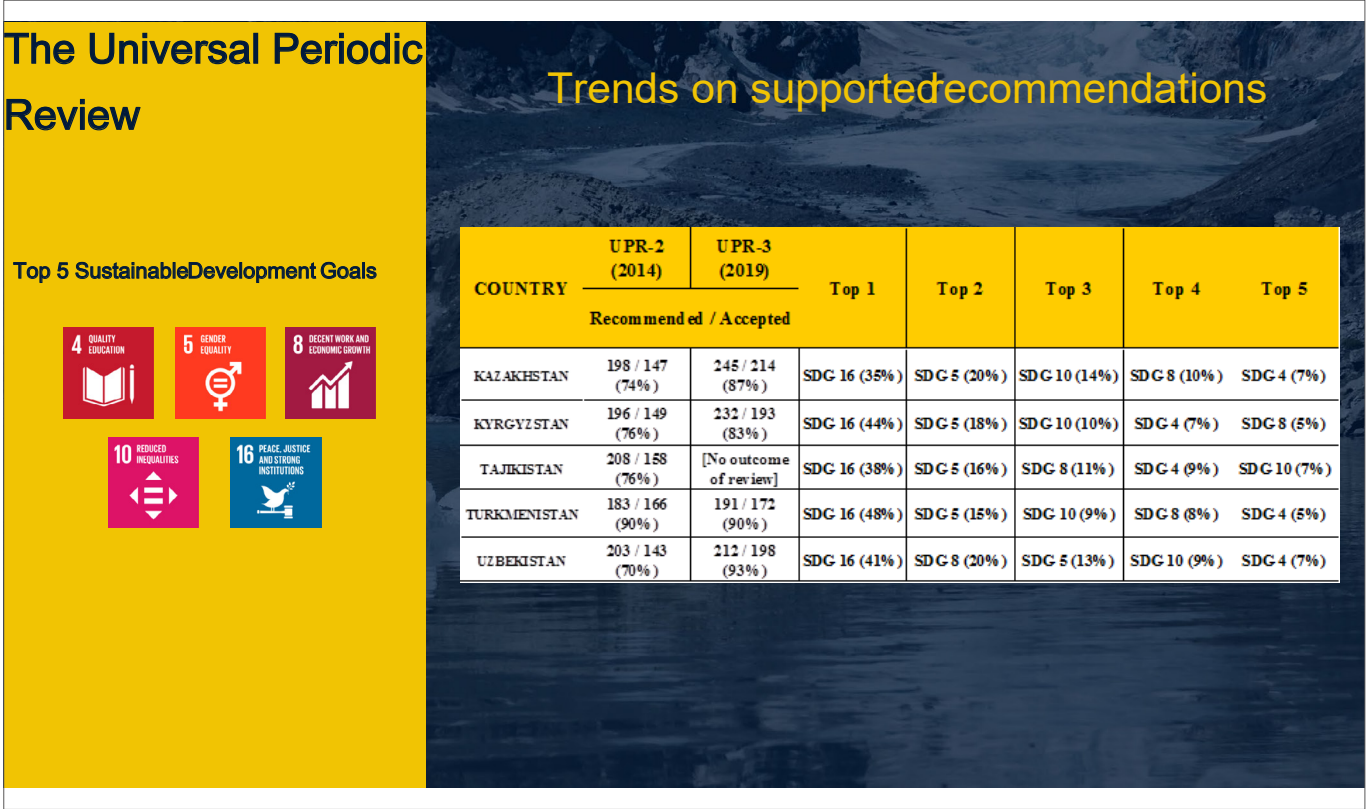 The Universal Periodic
Review
Top 5 SustainableDevelopment Goals
4 QUALITY
EDUCATION
5 GENDER
EQUALITY
8 DECENT WORK AND
ECONOMIC GROWTH
10 REDUCED
INEQUALITIES
16 PEACE, JUSTICE
AND STRONG
INSTITUTIONS
Trends on supportedrecommendations
COUNTRY UPR-2 (2014) UPR-3 (2019) Top 1 Top 2 Top 3 Top 4 Top 5
Recommended / Accepted
KAZAKHSTAN 198 / 147 (74%) 245 / 214 (87%) SDG 16 (35%) SDG 5 (20%) SDG 10 (14%) SDG 8 (10%) SDG 4 (7%)
KYRGYZSTAN 196 / 149 (76%) 232 / 193 (83%) SDG 16 (44%) SDG 5 (18%) SDG 10 (10%) SDG 4 (7%) SDG 8 (5%)
TAJIKISTAN 208 / 158 (76%) [No outcome of review] SDG 16 (38%) SDG 5 (16%) SDG 8 (11%) SDG 4 (9%) SDG 10 (7%)
TURKMENISTAN 183 / 166 (90%) 191 / 172 (90%) SDG 16 (48%) SDG 5 (15%) SDG 10 (9%) SDG 8 (8%) SDG 4 (5%)
UZBEKISTAN 203 / 143 (70%) 212 / 198 (93%) SDG 16 (41%) SDG 8 (20%) SDG 5 (13%) SDG 10 (9%) SDG 4 (7%)